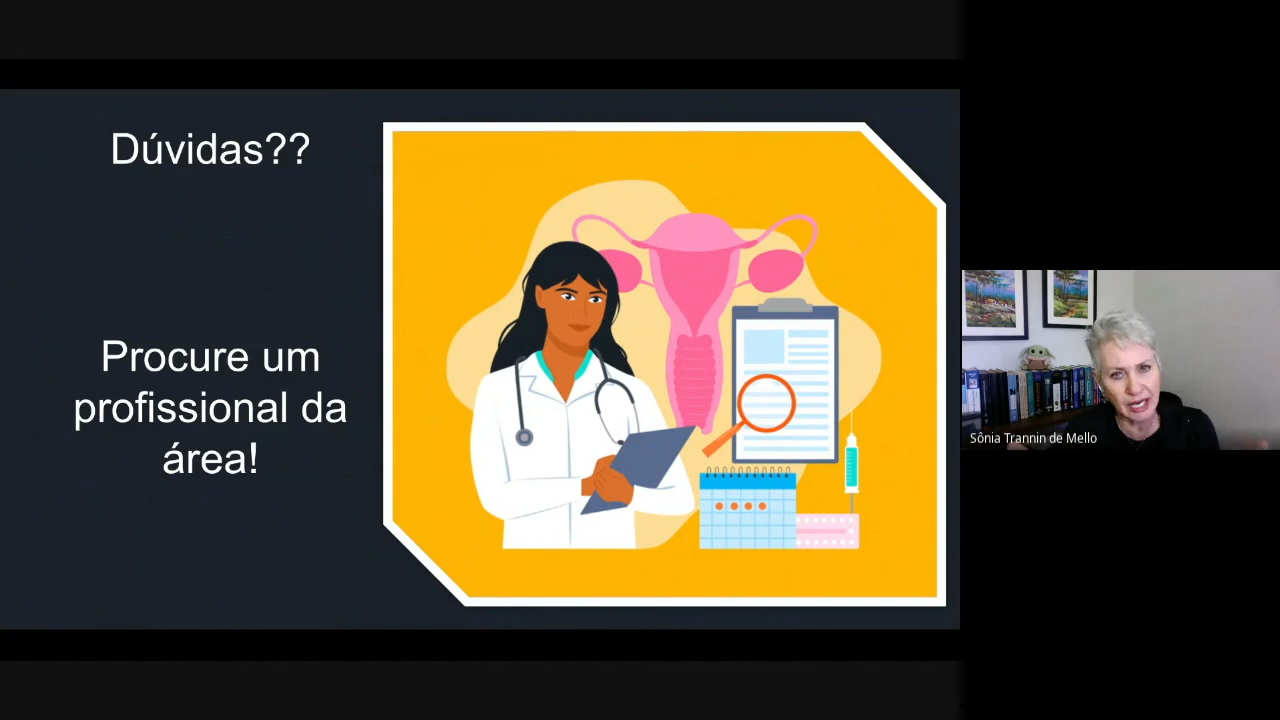 Dúvidas??
Procure um
profissional da
área!
Sônia Trannin de Mello